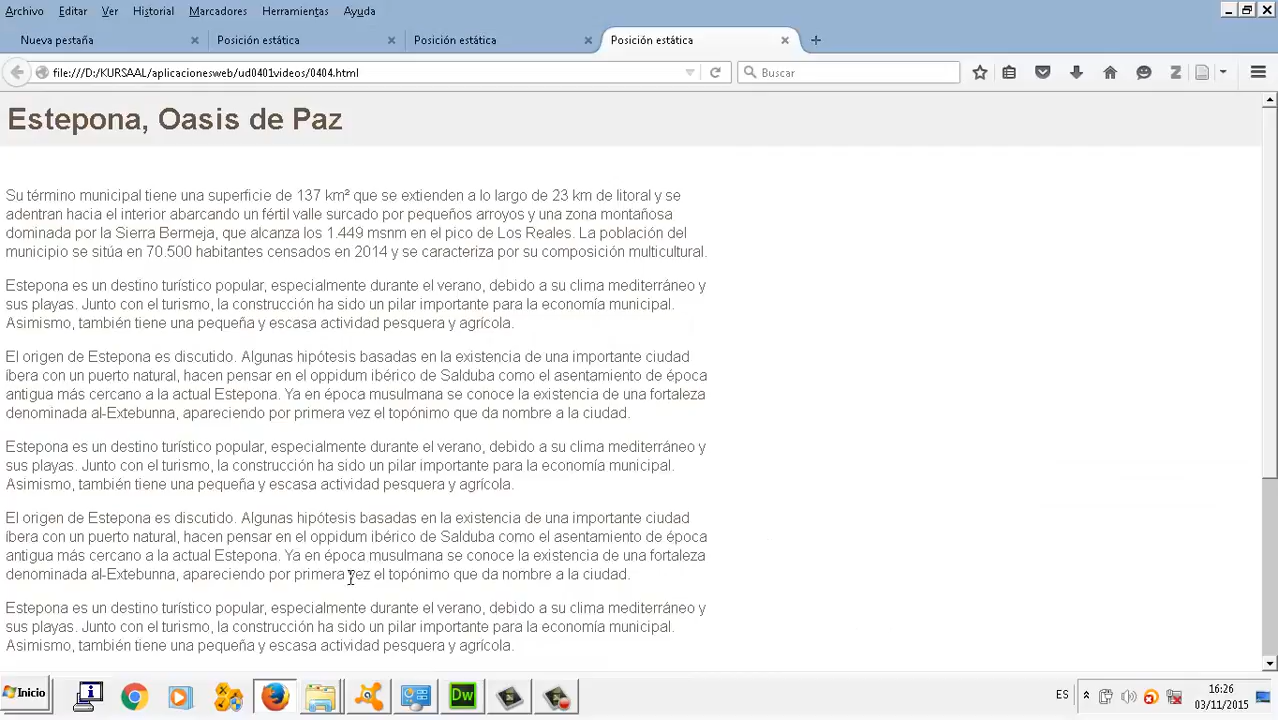 Archivo Editar Ver Historial Marcadores Herramientas Ayuda
Nueva pestaña Posición estática Posición estática Posición estática
file:///D:/KURSAAL/aplicacionesweb/ud0401videos/0404.html Buscar
Estepona, Oasis de Paz
Su término municipal tiene una superficie de 137 km² que se extienden a lo largo de 23 km de litoral y se
adentran hacia el interior abarcando un fértil valle surcado por pequeños arroyos y una zona montañosa
dominada por la Sierra Bermeja, que alcanza los 1.449 msnm en el pico de Los Reales. La población del
municipio se sitúa en 70.500 habitantes censados en 2014 y se caracteriza por su composición multicultural.
Estepona es un destino turístico popular, especialmente durante el verano, debido a su clima mediterráneo y
sus playas. Junto con el turismo, la construcción ha sido un pilar importante para la economía municipal.
Asimismo, también tiene una pequeña y escasa actividad pesquera y agrícola.
El origen de Estepona es discutido. Algunas hipótesis basadas en la existencia de una importante ciudad
íbera con un puerto natural, hacen pensar en el oppidum ibérico de Salduba como el asentamiento de época
antigua más cercano a la actual Estepona. Ya en época musulmana se conoce la existencia de una fortaleza
denominada al-Extebunna, apareciendo por primera vez el topónimo que da nombre a la ciudad.
Estepona es un destino turístico popular, especialmente durante el verano, debido a su clima mediterráneo y
sus playas. Junto con el turismo, la construcción ha sido un pilar importante para la economía municipal.
Asimismo, también tiene una pequeña y escasa actividad pesquera y agrícola.
El origen de Estepona es discutido. Algunas hipótesis basadas en la existencia de una importante ciudad
íbera con un puerto natural, hacen pensar en el oppidum ibérico de Salduba como el asentamiento de época
antigua más cercano a la actual Estepona. Ya en época musulmana se conoce la existencia de una fortaleza
denominada al-Extebunna, apareciendo por primera vez el topónimo que da nombre a la ciudad.
Estepona es un destino turístico popular, especialmente durante el verano, debido a su clima mediterráneo y
sus playas. Junto con el turismo, la construcción ha sido un pilar importante para la economía municipal.
Asimismo, también tiene una pequeña y escasa actividad pesquera y agrícola.
Inicio Dw ES 16:26
03/11/2015